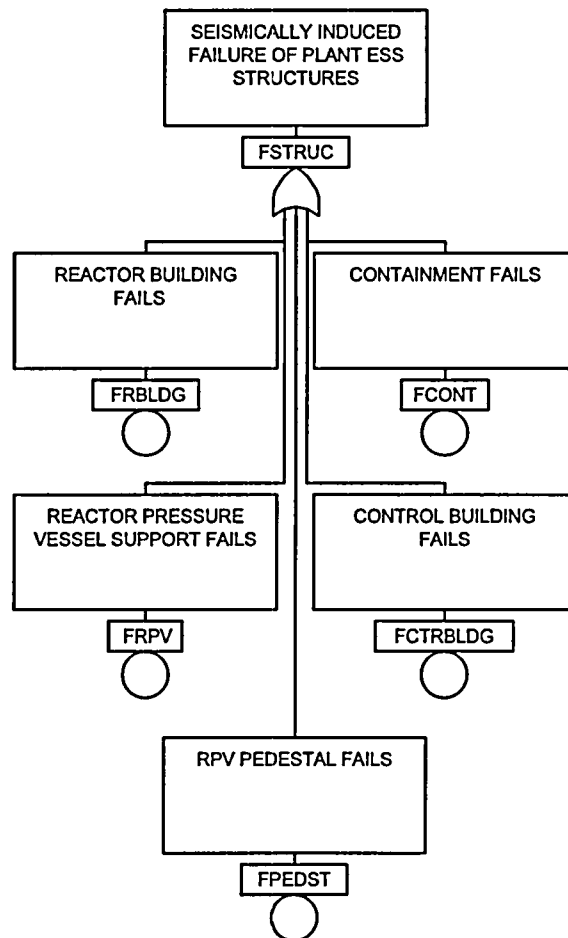 SEISMICALLY INDUCED
FAILURE OF PLANT ESS
STRUCTURES
FSTRUC
REACTOR BUILDING
FAILS
FRBLDG
CONTAINMENT FAILS
FCONT
REACTOR PRESSURE
VESSEL SUPPORT FAILS
FRPV
CONTROL BUILDING
FAILS
FCTRBLDG
RPV PEDESTAL FAILS
FPEDST